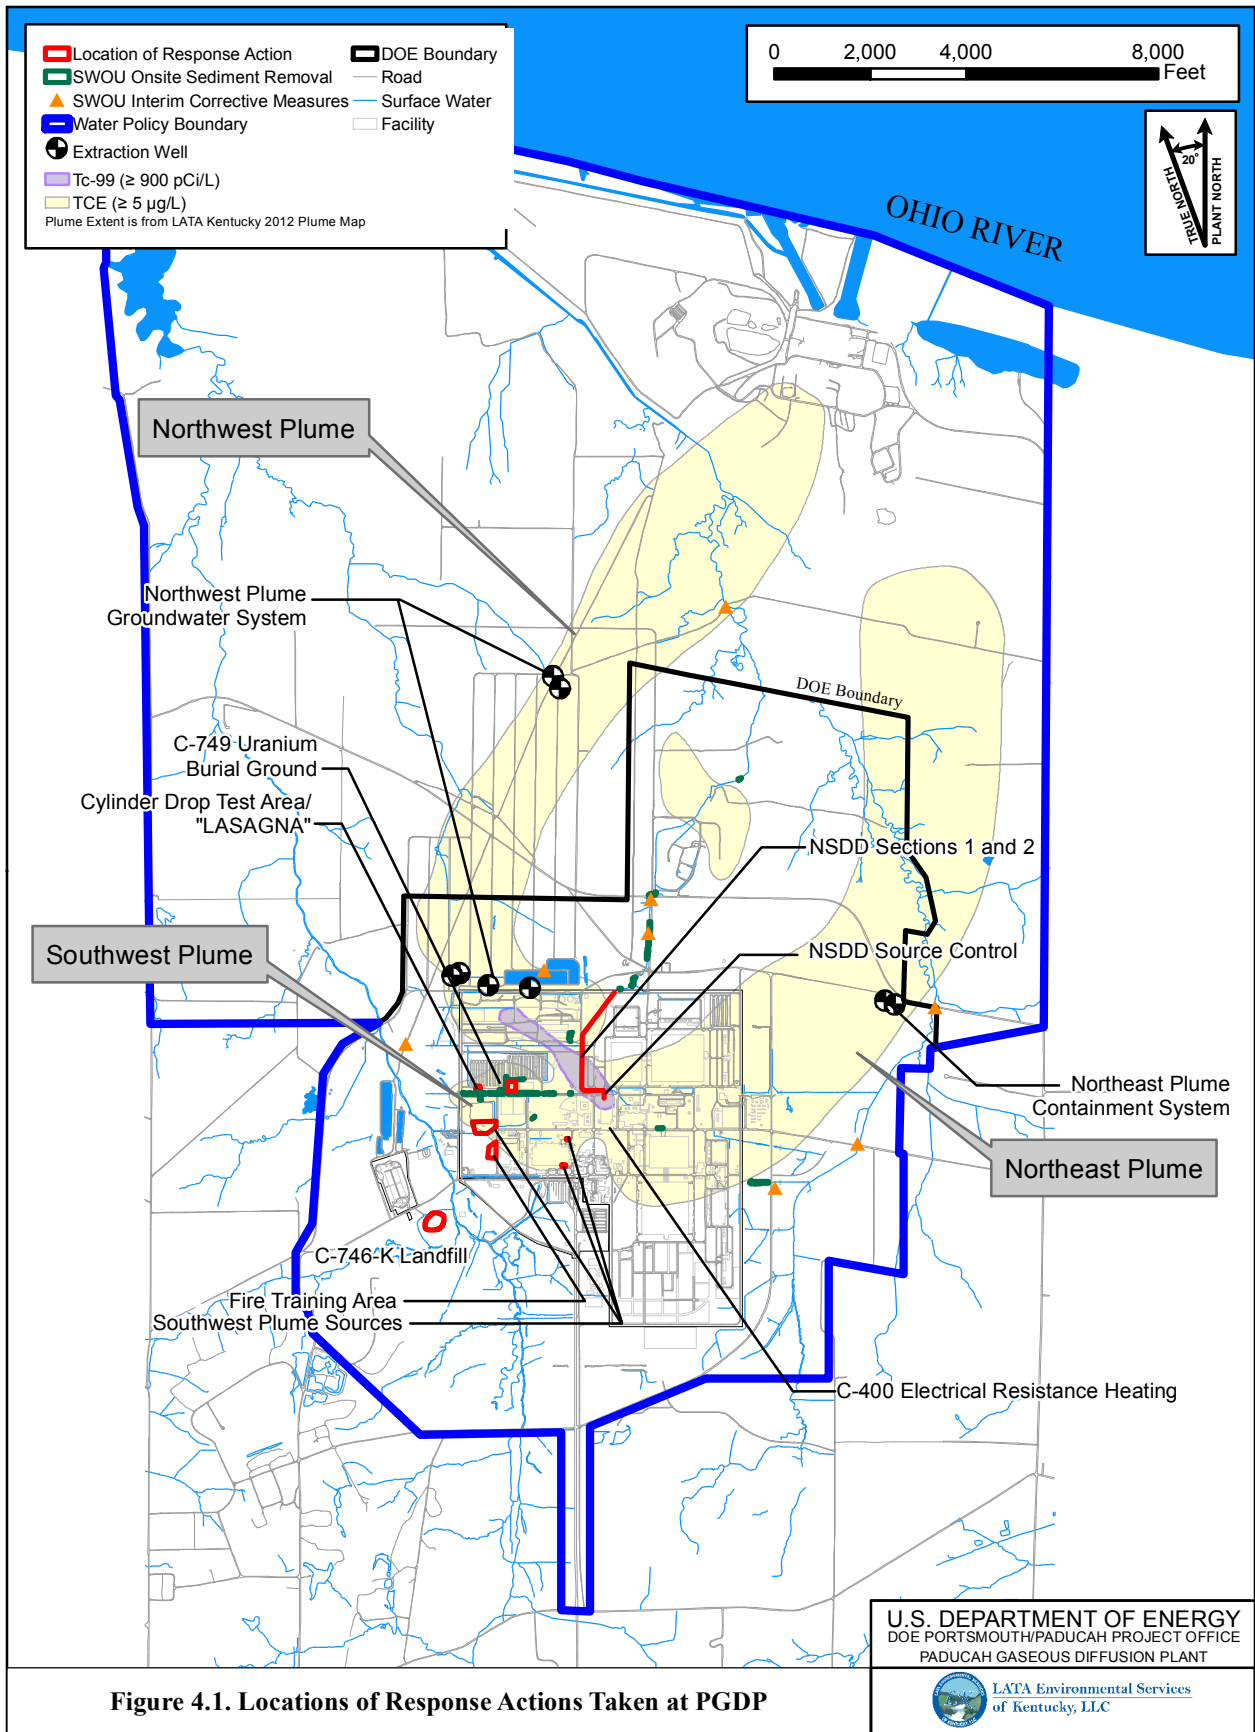 Location of Response Action
SWOU Onsite Sediment Removal
SWOU Interim Corrective Measures
Water Policy Boundary
Extraction Well
Tc-99 (≥ 900 pCi/L)
TCE (≥ 5 µg/L)
Plume Extent is from LATA Kentucky 2012 Plume Map
DOE Boundary
Road
Surface Water
Facility
0 2,000 4,000 8,000
Feet
20°
TRUE NORTH
PLANT NORTH
OHIO RIVER
Northwest Plume
Northwest Plume
Groundwater System
DOE Boundary
C-749 Uranium
Burial Ground
Cylinder Drop Test Area/
"LASAGNA"
NSDD Sections 1 and 2
Southwest Plume
NSDD Source Control
Northeast Plume
Containment System
Northeast Plume
C-746-K Landfill
Fire Training Area
Southwest Plume Sources
C-400 Electrical Resistance Heating
U.S. DEPARTMENT OF ENERGY
DOE PORTSMOUTH/PADUCAH PROJECT OFFICE
PADUCAH GASEOUS DIFFUSION PLANT
Figure 4.1. Locations of Response Actions Taken at PGDP
LATA Environmental Services
of Kentucky, LLC